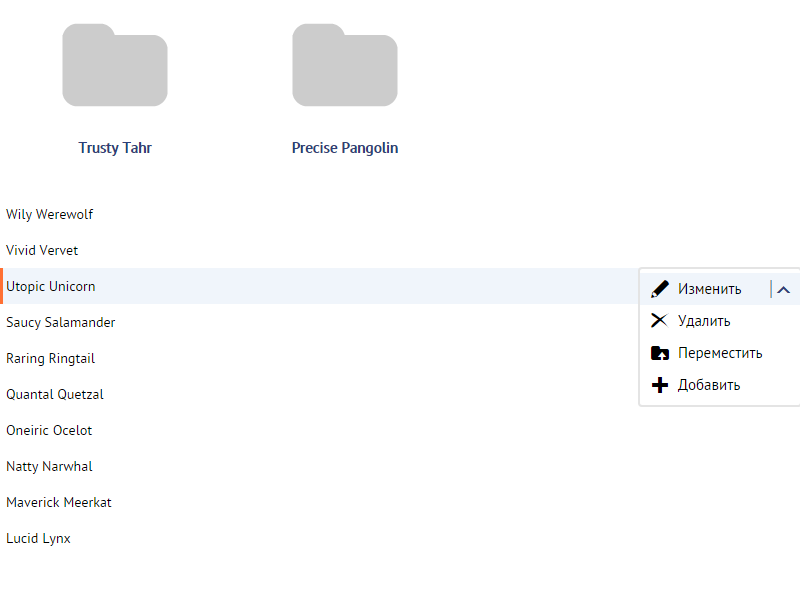 Trusty Tahr
Precise Pangolin
Wily Werewolf
Vivid Vervet
Utopic Unicorn
Saucy Salamander
Raring Ringtail
Quantal Quetzal
Oneiric Ocelot
Natty Narwhal
Maverick Meerkat
Lucid Lynx
Изменить
Удалить
Переместить
Добавить